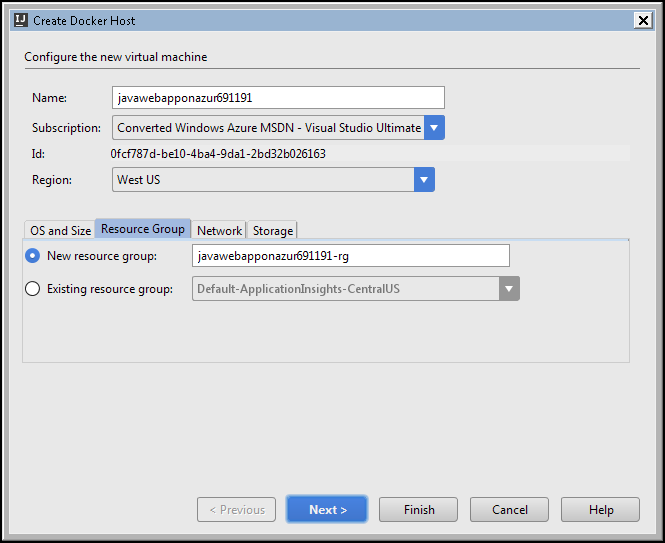 IJ Create Docker Host
Configure the new virtual machine
Name: javawebapponazur691191
Subscription: Converted Windows Azure MSDN - Visual Studio Ultimate
Id: 0fcf787d-be10-4ba4-9da1-2bd32b026163
Region: West US
OS and Size Resource Group Network Storage
New resource group: javawebapponazur691191-rg
Existing resource group: Default-ApplicationInsights-CentralUS
< Previous Next > Finish Cancel Help